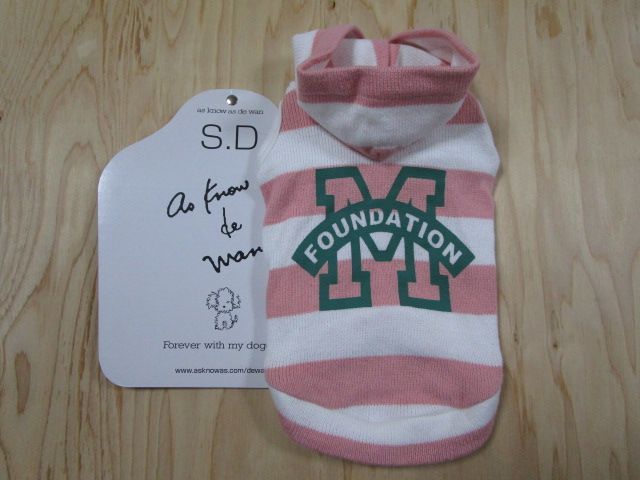 as know as de wan
S.D
As Know
de
wan
Forever with my dog
www.asknowas.com/dewa
M
FOUNDATION